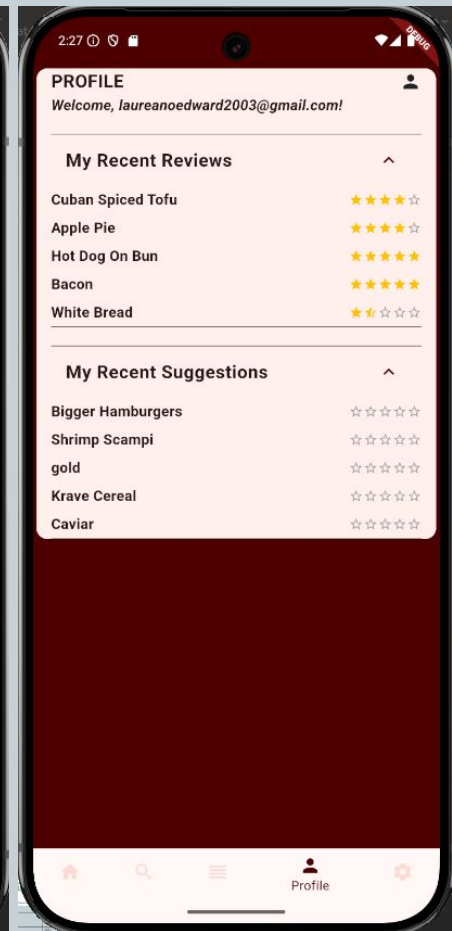 2:27
DEBUG
PROFILE
Welcome, laureanoedward2003@gmail.com!
My Recent Reviews
Cuban Spiced Tofu
Apple Pie
Hot Dog On Bun
Bacon
White Bread
My Recent Suggestions
Bigger Hamburgers
Shrimp Scampi
gold
Krave Cereal
Caviar
Profile